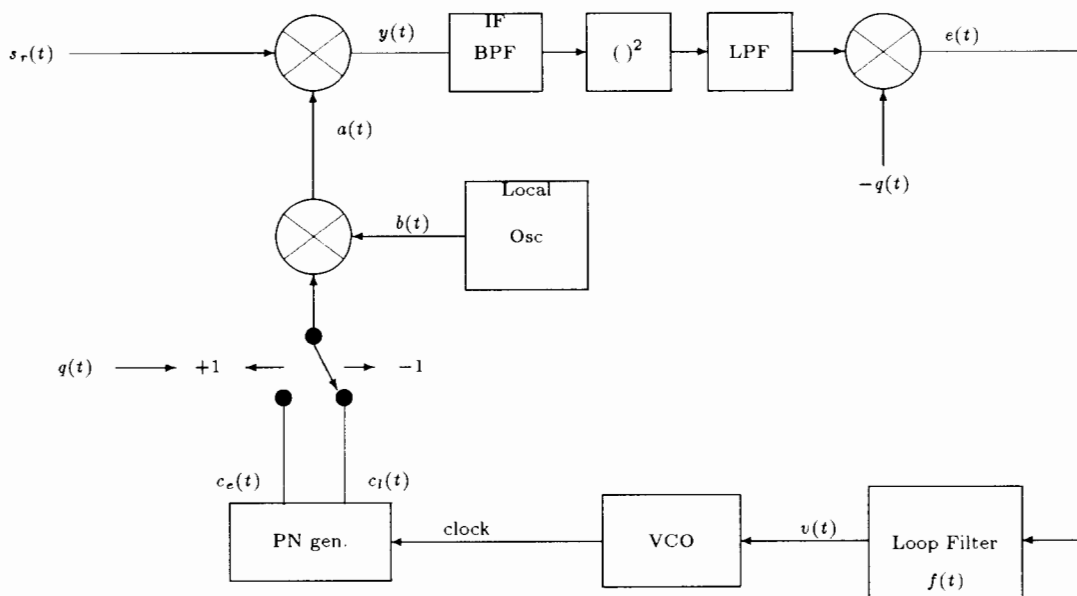 s_r(t)
y(t)
IF
BPF
( )^2
LPF
e(t)
a(t)
-q(t)
Local
Osc
b(t)
q(t)
+1
-1
c_e(t)
c_l(t)
PN gen.
clock
VCO
v(t)
Loop Filter
f(t)